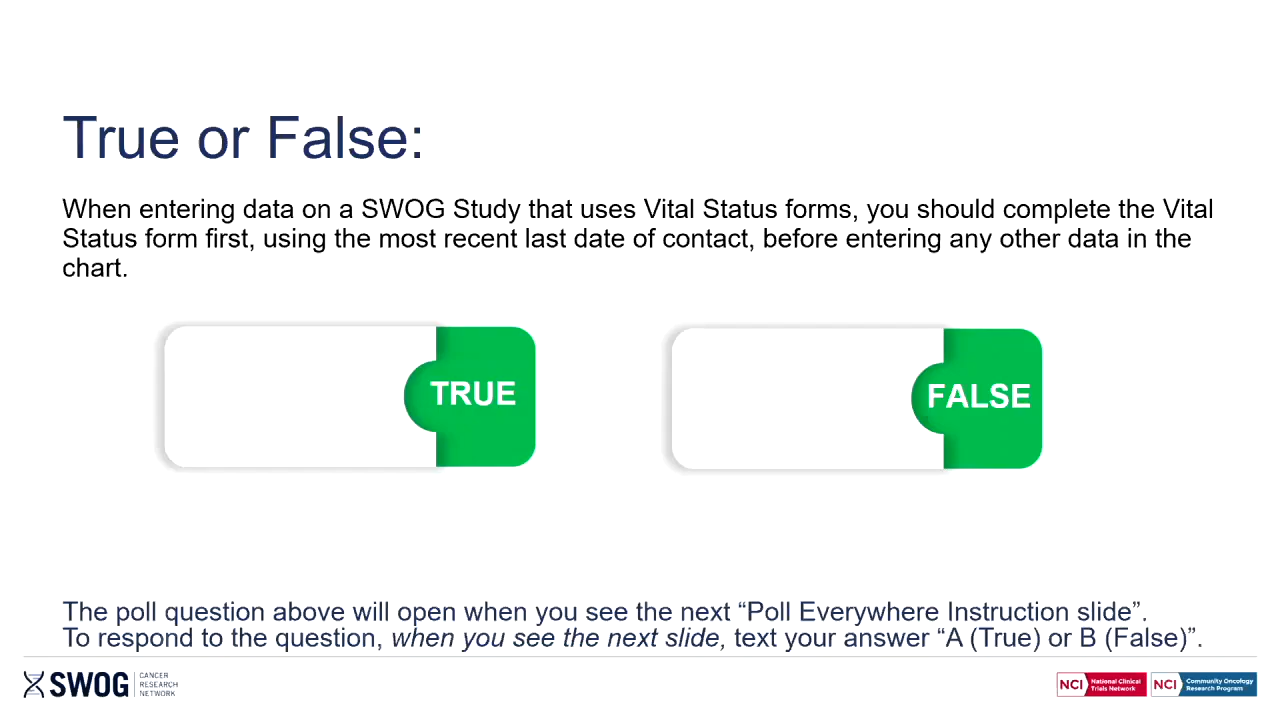 True or False:
When entering data on a SWOG Study that uses Vital Status forms, you should complete the Vital
Status form first, using the most recent last date of contact, before entering any other data in the
chart.
TRUE
FALSE
The poll question above will open when you see the next “Poll Everywhere Instruction slide”.
To respond to the question, when you see the next slide, text your answer “A (True) or B (False)”.
SWOG
CANCER
RESEARCH
NETWORK
NCI
National Clinical
Trials Network
NCI
Community Oncology
Research Program